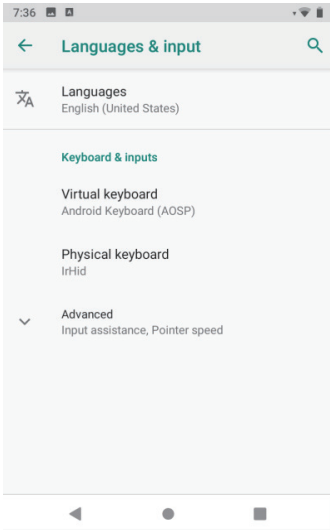 7:36
Languages & input
Languages
English (United States)
Keyboard & inputs
Virtual keyboard
Android Keyboard (AOSP)
Physical keyboard
IrHid
Advanced
Input assistance, Pointer speed